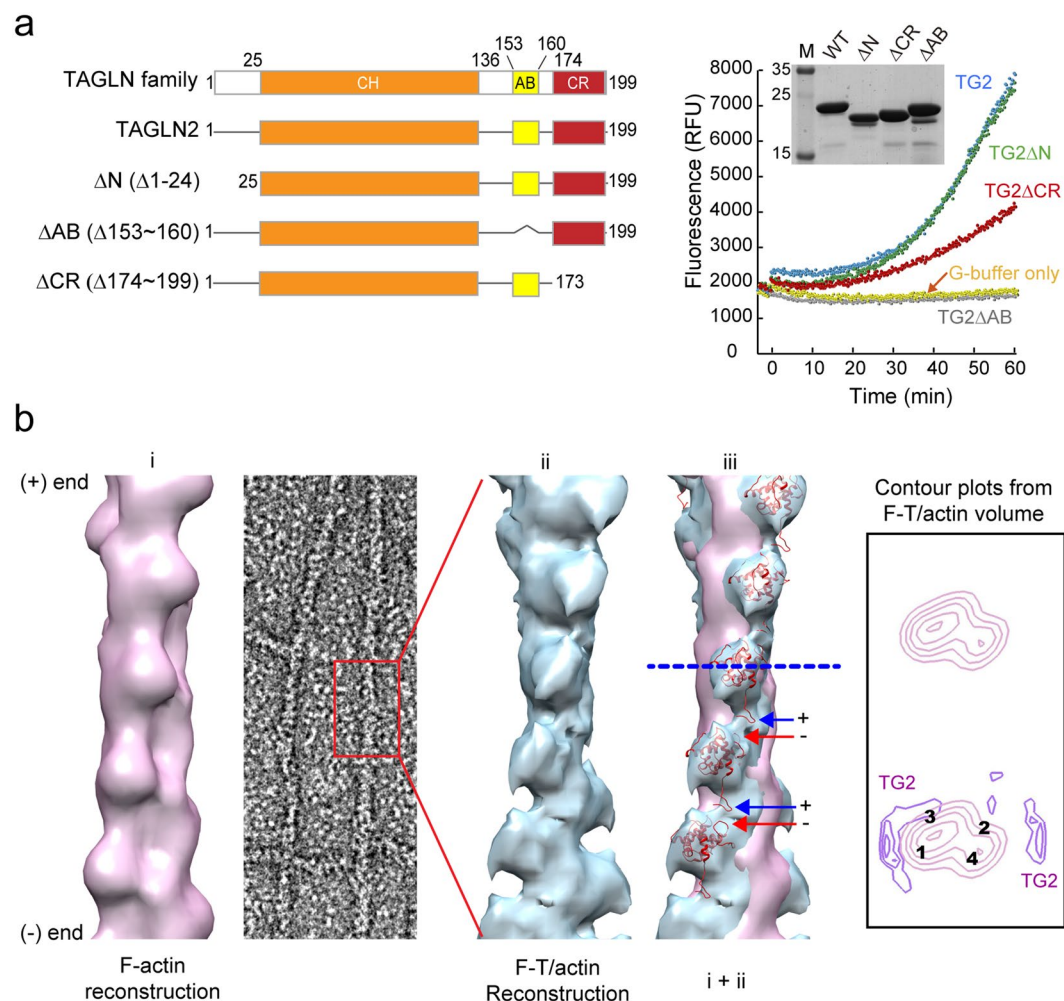 a
153 160
25 136 174
TAGLN family 1 CH AB CR 199
TAGLN2 1 199
ΔN (Δ1-24) 25 199
ΔAB (Δ153~160) 1 199
ΔCR (Δ174~199) 1 173
M WT ΔN ΔCR ΔAB
35
25
15
Fluorescence (RFU)
8000
7000
6000
5000
4000
3000
2000
1000
0
TG2
TG2ΔN
TG2ΔCR
G-buffer only
TG2ΔAB
0 10 20 30 40 50 60
Time (min)
b
i
ii
iii
(+) end
(-) end
+
-
+
-
Contour plots from
F-T/actin volume
TG2
3 2
1 4
TG2
F-actin
reconstruction
F-T/actin
Reconstruction
i + ii